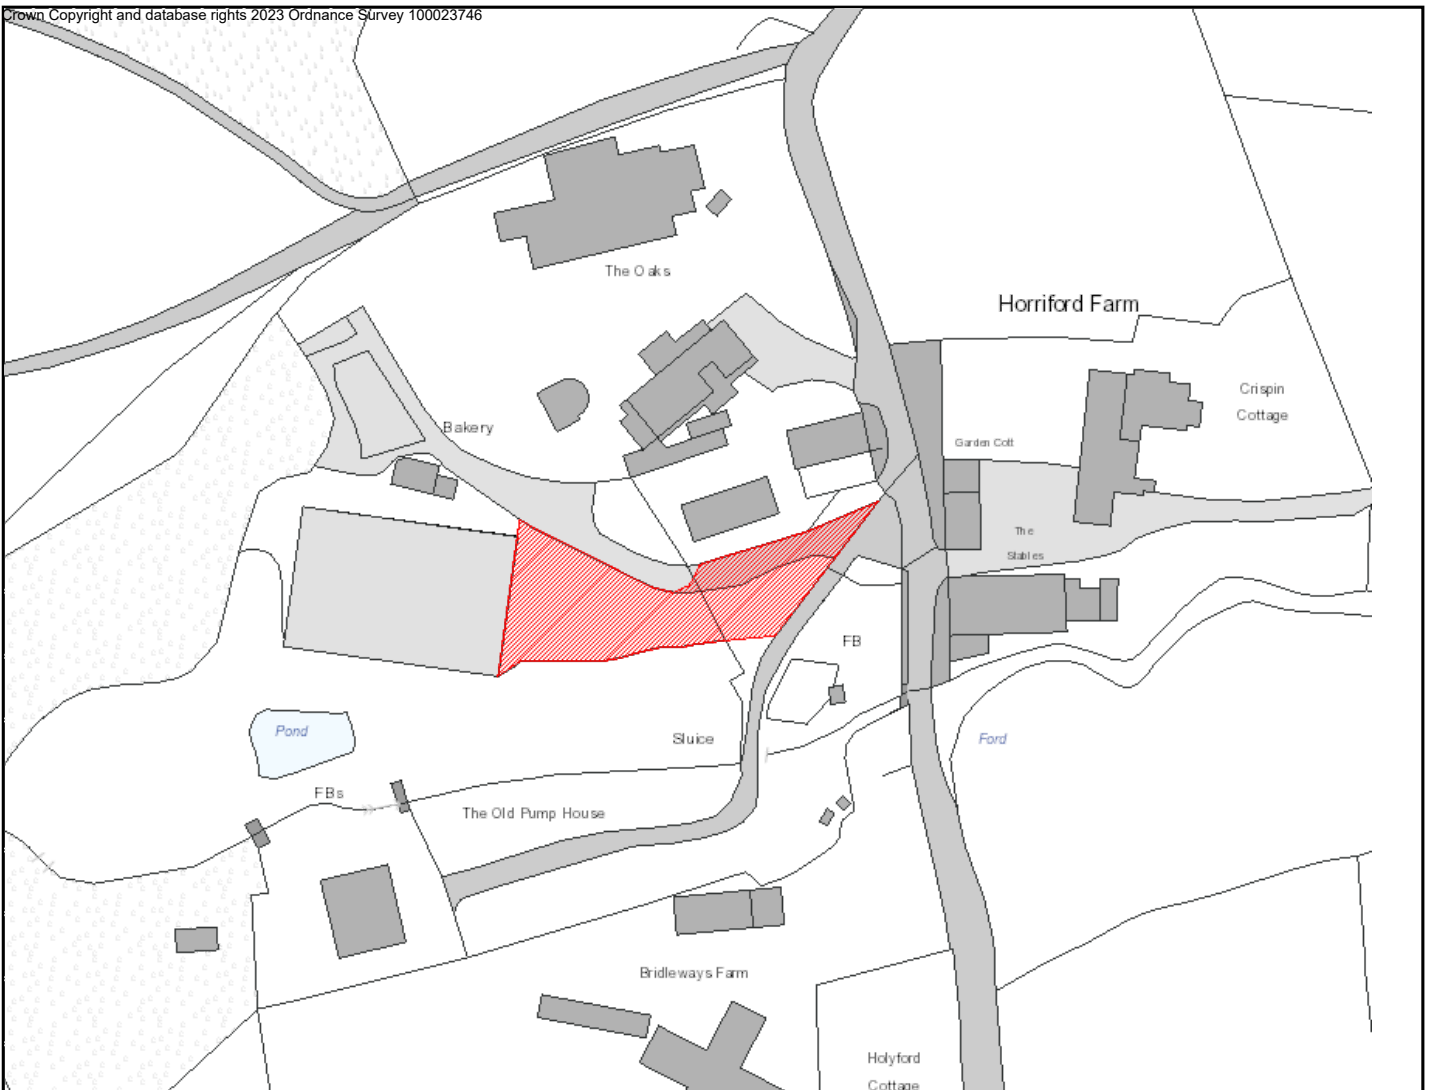 Crown Copyright and database rights 2023 Ordnance Survey 100023746
The Oaks
Horriford Farm
Crispin
Cottage
Bakery
Garden Cott
The
Stables
FB
Pond
Sluice
Ford
FBs
The Old Pump House
Bridleways Farm
Holyford
Cottage